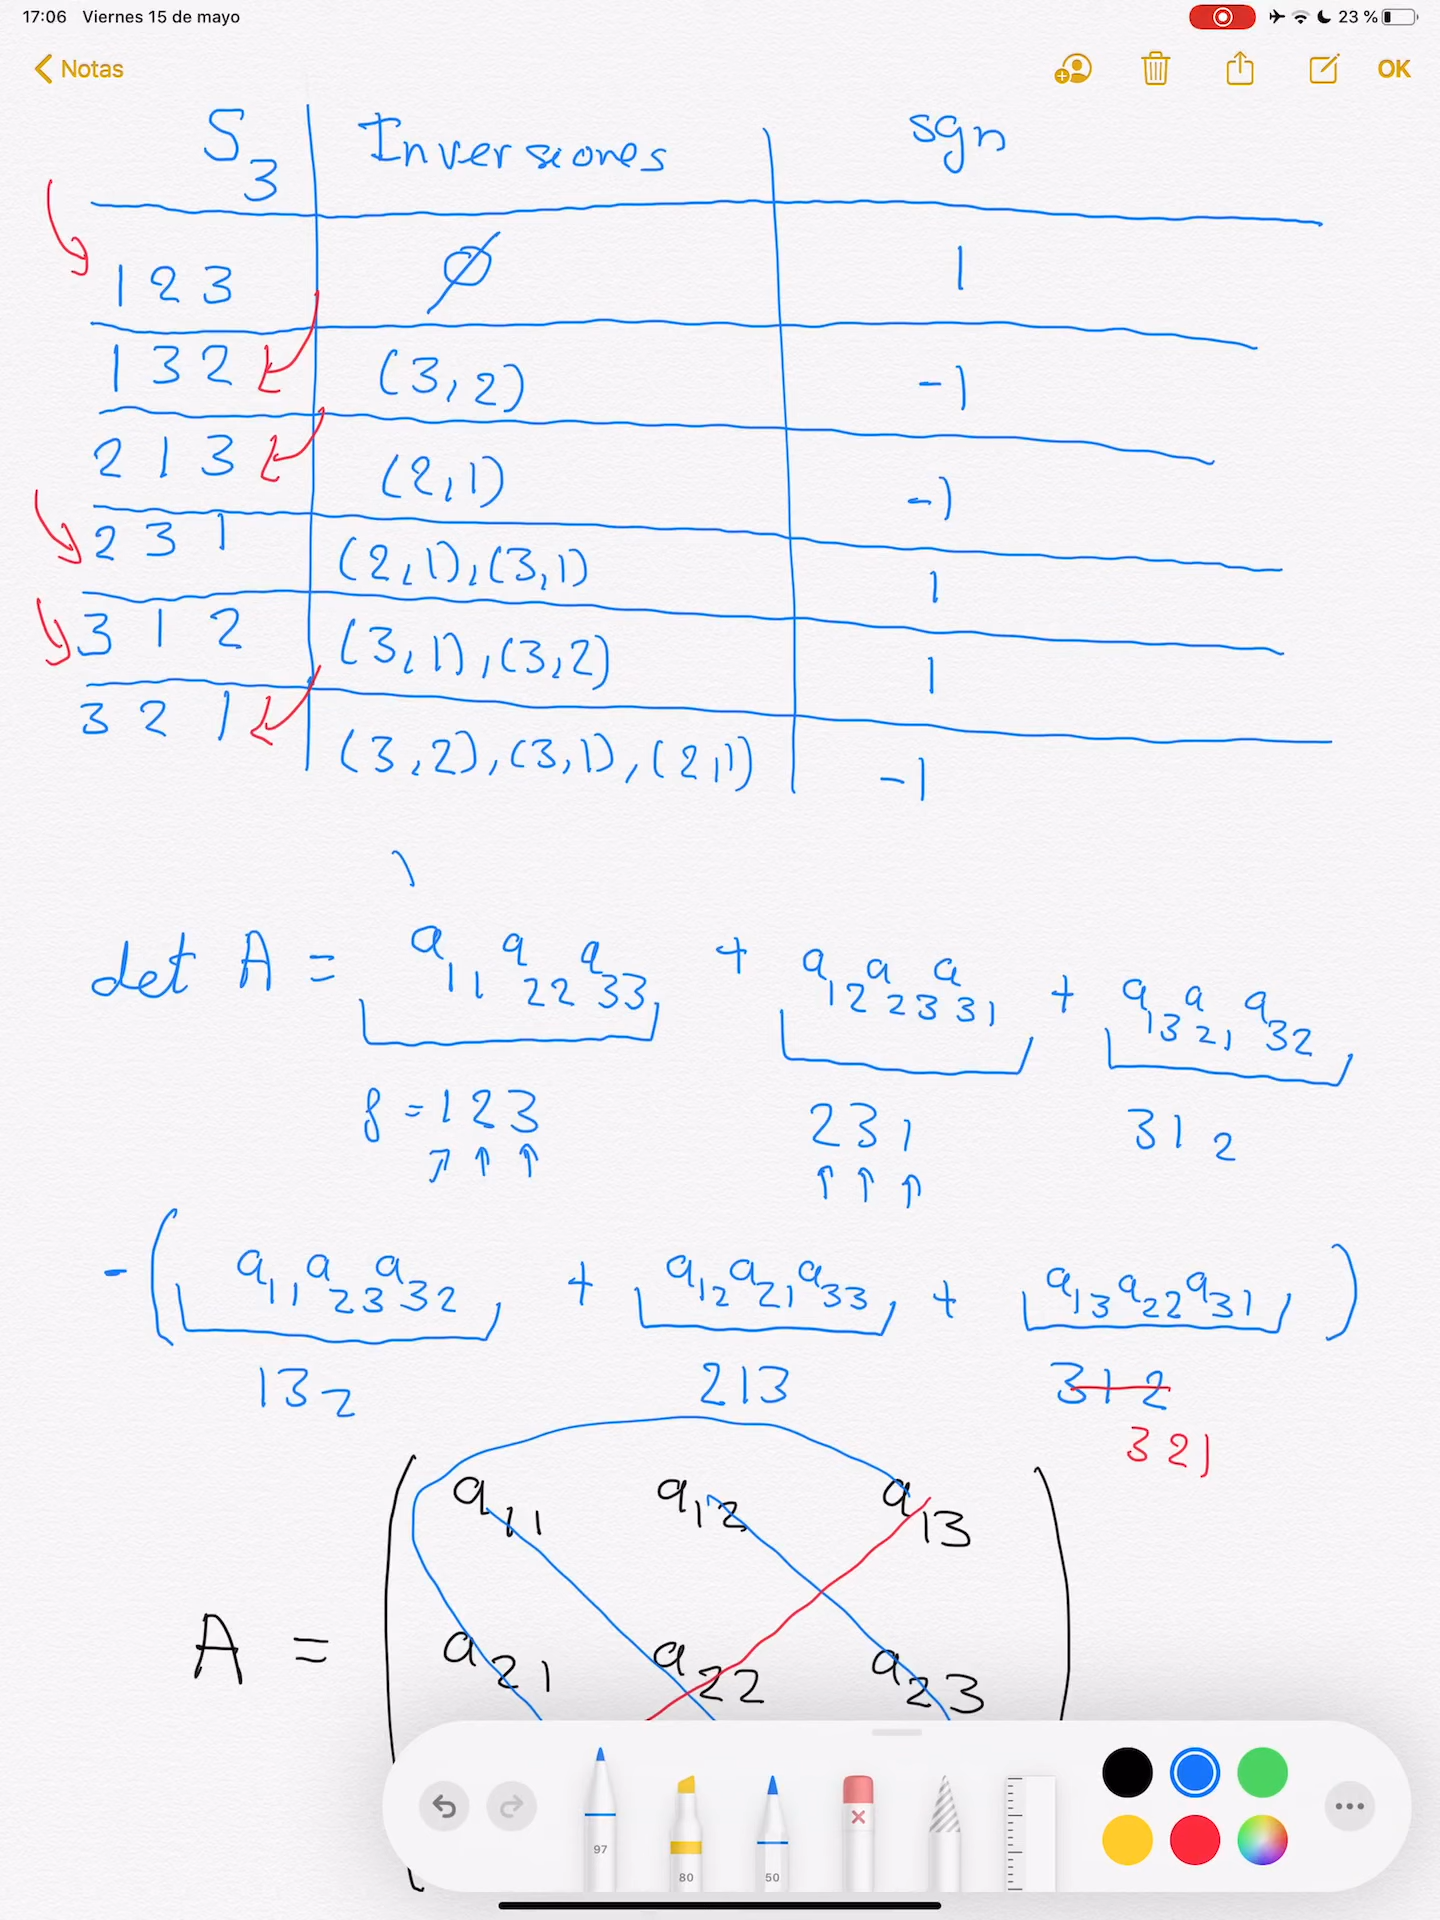 17:06 Viernes 15 de mayo 23 %
Notas OK
S3 Inversiones sgn
1 2 3 ∅ 1
1 3 2 (3,2) -1
2 1 3 (2,1) -1
2 3 1 (2,1),(3,1) 1
3 1 2 (3,1),(3,2) 1
3 2 1 (3,2),(3,1),(2,1) -1
det A = a11 a22 a33 + a12 a23 a31 + a13 a21 a32
f = 1 2 3 2 3 1 3 1 2
-( a11 a23 a32 + a12 a21 a33 + a13 a22 a31 )
1 3 2 2 1 3 3 1 2
3 2 1
a11 a12 a13
A = a21 a22 a23
97 80 50